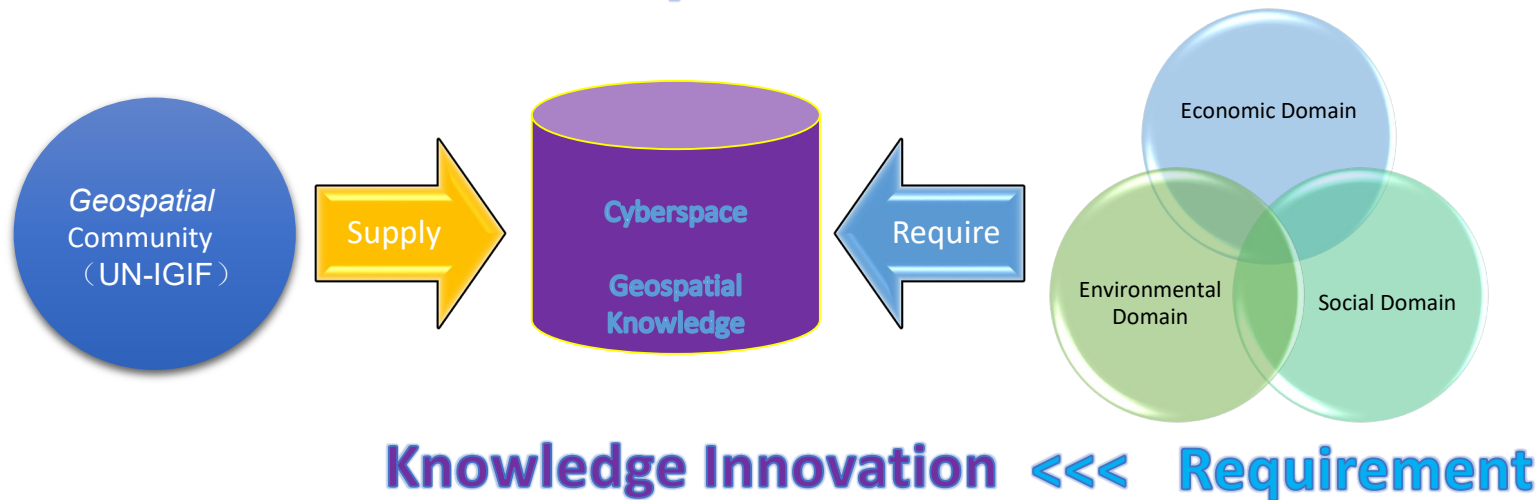 Geospatial
Community
（UN-IGIF）
Supply
Cyberspace
Geospatial
Knowledge
Require
Economic Domain
Environmental
Domain
Social Domain
Knowledge Innovation <<< Requirement